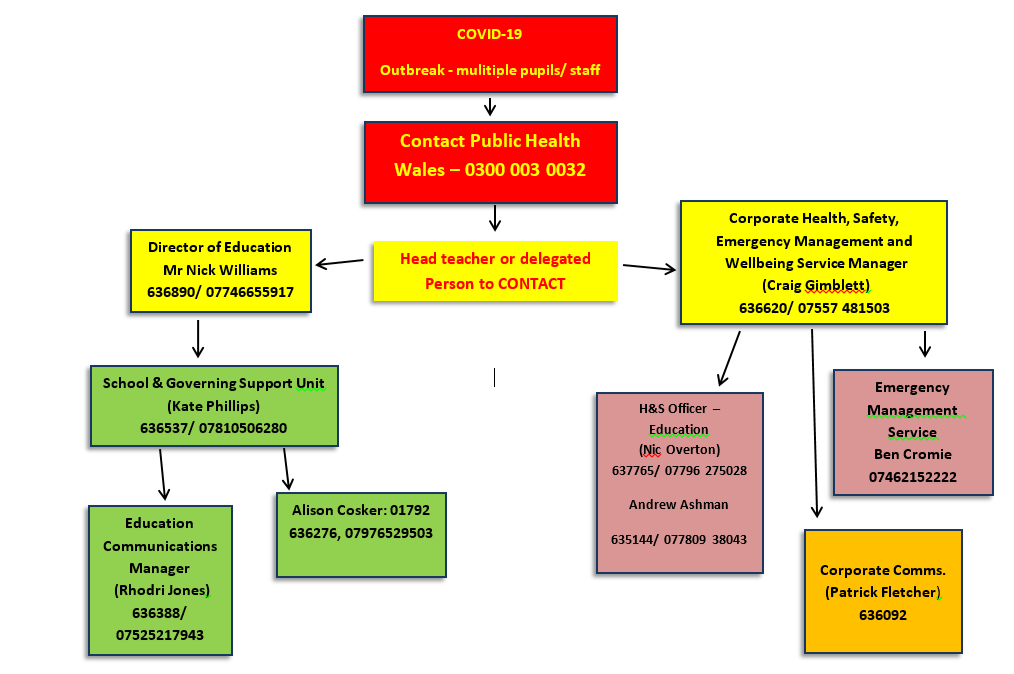 COVID-19
Outbreak - mulitiple pupils/ staff
Contact Public Health
Wales – 0300 003 0032
Head teacher or delegated
Person to CONTACT
Director of Education
Mr Nick Williams
636890/ 07746655917
School & Governing Support Unit
(Kate Phillips)
636537/ 07810506280
Education
Communications
Manager
(Rhodri Jones)
636388/
07525217943
Alison Cosker: 01792
636276, 07976529503
Corporate Health, Safety,
Emergency Management and
Wellbeing Service Manager
(Craig Gimblett)
636620/ 07557 481503
H&S Officer –
Education
(Nic Overton)
637765/ 07796 275028
Andrew Ashman
635144/ 077809 38043
Emergency
Management
Service
Ben Cromie
07462152222
Corporate Comms.
(Patrick Fletcher)
636092